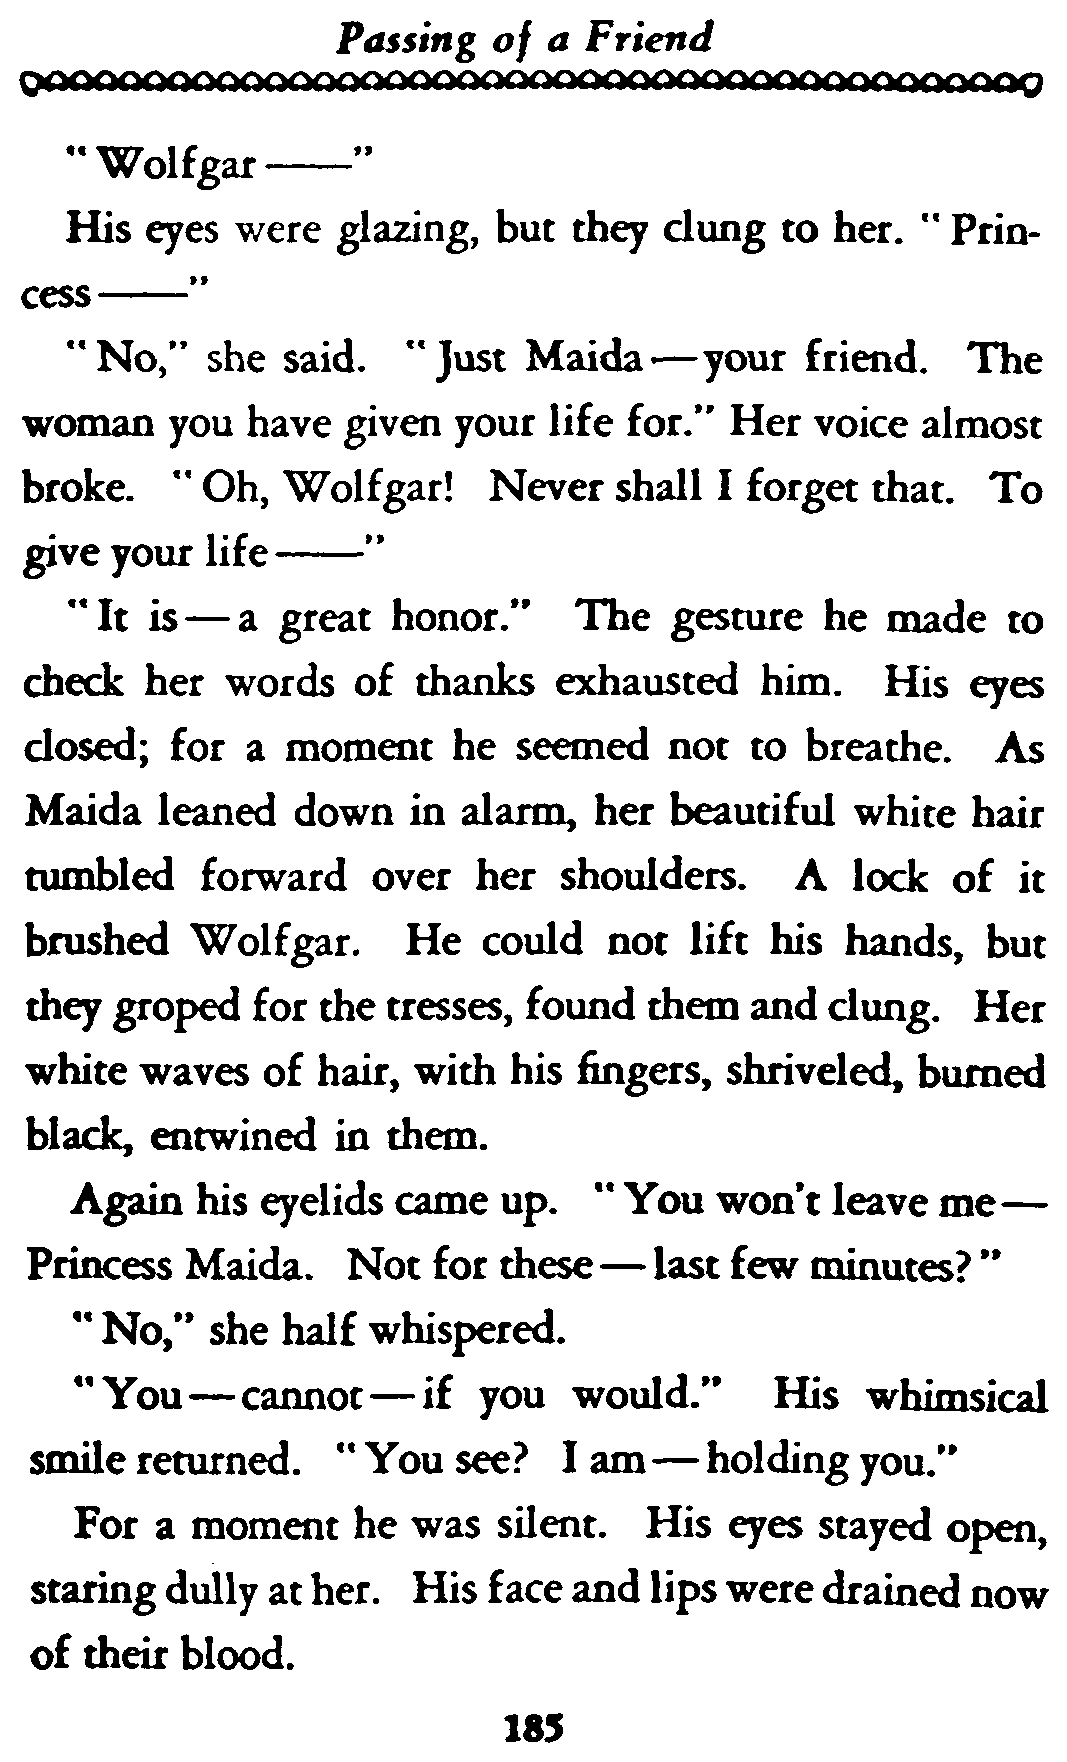 Passing of a Friend
"Wolfgar——"
His eyes were glazing, but they clung to her. "Prin-
cess——"
"No," she said. "Just Maida—your friend. The
woman you have given your life for." Her voice almost
broke. "Oh, Wolfgar! Never shall I forget that. To
give your life——"
"It is—a great honor." The gesture he made to
check her words of thanks exhausted him. His eyes
closed; for a moment he seemed not to breathe. As
Maida leaned down in alarm, her beautiful white hair
tumbled forward over her shoulders. A lock of it
brushed Wolfgar. He could not lift his hands, but
they groped for the tresses, found them and clung. Her
white waves of hair, with his fingers, shriveled, burned
black, entwined in them.
Again his eyelids came up. "You won't leave me—
Princess Maida. Not for these—last few minutes?"
"No," she half whispered.
"You—cannot—if you would." His whimsical
smile returned. "You see? I am—holding you."
For a moment he was silent. His eyes stayed open,
staring dully at her. His face and lips were drained now
of their blood.
185